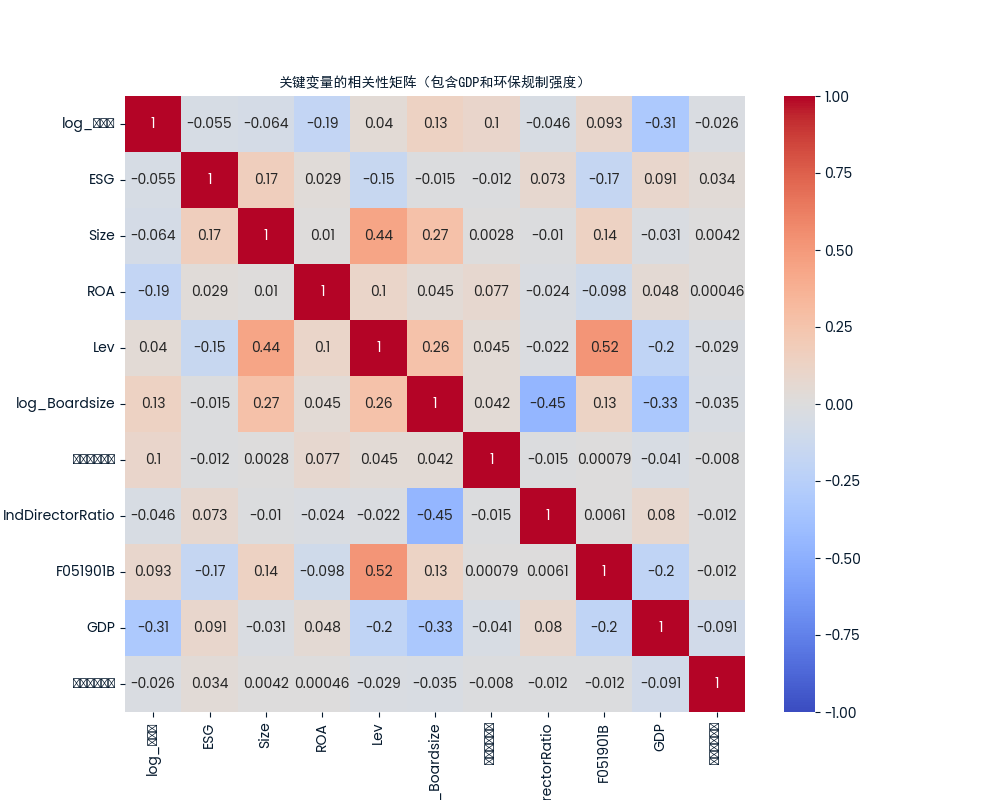 关键变量的相关性矩阵（包含GDP和环保规制强度）
log_ 1 -0.055 -0.064 -0.19 0.04 0.13 0.1 -0.046 0.093 -0.31 -0.026
ESG -0.055 1 0.17 0.029 -0.15 -0.015 -0.012 0.073 -0.17 0.091 0.034
Size -0.064 0.17 1 0.01 0.44 0.27 0.0028 -0.01 0.14 -0.031 0.0042
ROA -0.19 0.029 0.01 1 0.1 0.045 0.077 -0.024 -0.098 0.048 0.00046
Lev 0.04 -0.15 0.44 0.1 1 0.26 0.045 -0.022 0.52 -0.2 -0.029
log_Boardsize 0.13 -0.015 0.27 0.045 0.26 1 0.042 -0.45 0.13 -0.33 -0.035
0.1 -0.012 0.0028 0.077 0.045 0.042 1 -0.015 0.00079 -0.041 -0.008
IndDirectorRatio -0.046 0.073 -0.01 -0.024 -0.022 -0.45 -0.015 1 0.0061 0.08 -0.012
F051901B 0.093 -0.17 0.14 -0.098 0.52 0.13 0.00079 0.0061 1 -0.2 -0.012
GDP -0.31 0.091 -0.031 0.048 -0.2 -0.33 -0.041 0.08 -0.2 1 -0.091
-0.026 0.034 0.0042 0.00046 -0.029 -0.035 -0.008 -0.012 -0.012 -0.091 1
log_ ESG Size ROA Lev _Boardsize rectorRatio F051901B GDP
1.00
0.75
0.50
0.25
0.00
-0.25
-0.50
-0.75
-1.00